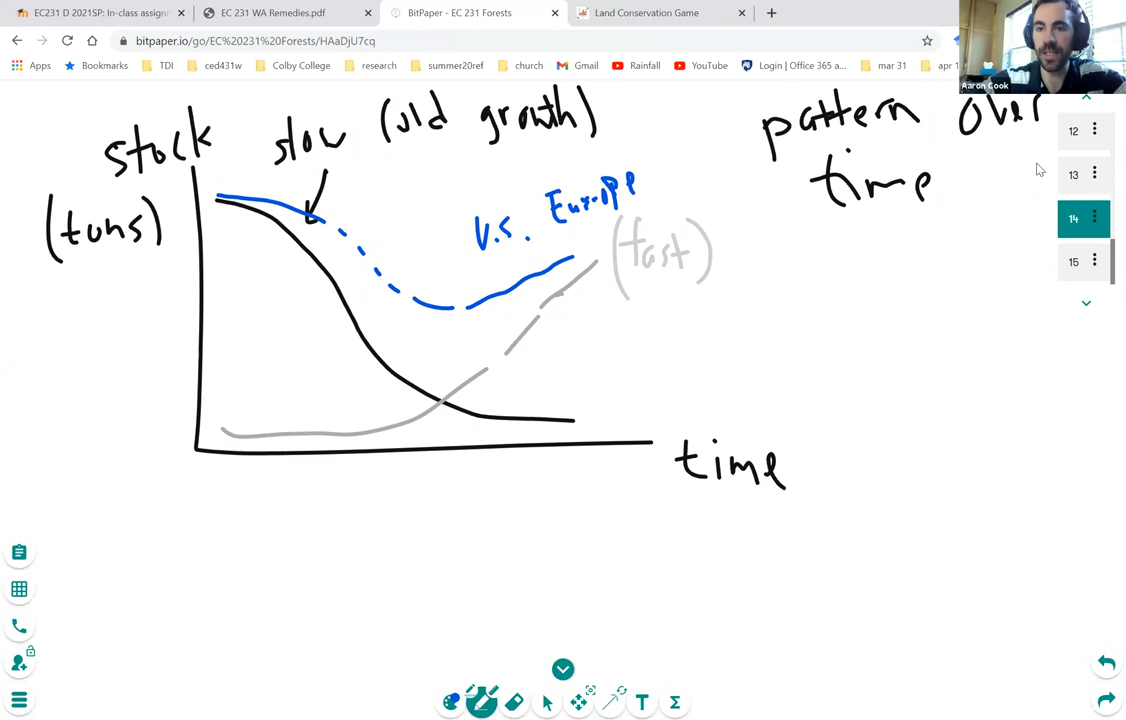 EC231 D 2021SP: In-class assignm
EC 231 WA Remedies.pdf
BitPaper - EC 231 Forests
Land Conservation Game
bitpaper.io/go/EC%20231%20Forests/HAaDjU7cq
Apps
Bookmarks
TDI
ced431w
Colby College
research
summer20ref
church
Gmail
Rainfall
YouTube
Login | Office 365 a...
mar 31
apr 1
Aaron Cook
stock
(tons)
slow (old growth)
pattern over
time
U.S. Europe
(fast)
time
12
13
14
15
T
Σ